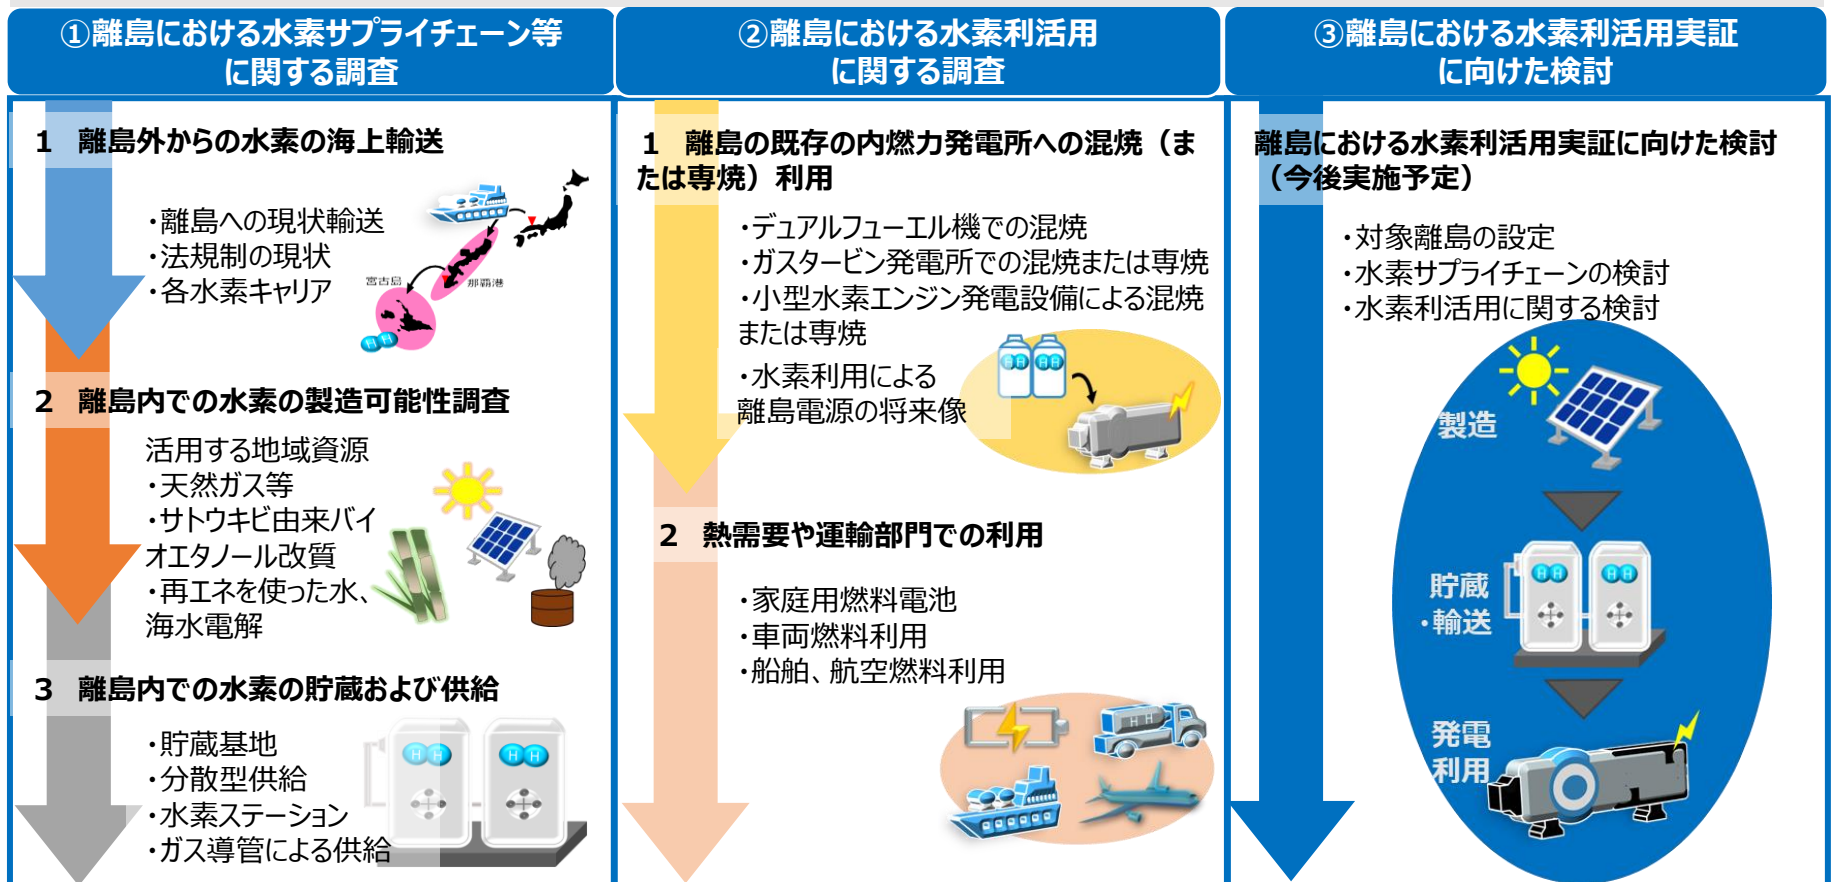 ①離島における水素サプライチェーン等
に関する調査
1 離島外からの水素の海上輸送
・離島への現状輸送
・法規制の現状
・各水素キャリア
宮古島
那覇港
H H
2 離島内での水素の製造可能性調査
活用する地域資源
・天然ガス等
・サトウキビ由来バイ
オエタノール改質
・再エネを使った水、
海水電解
3 離島内での水素の貯蔵および供給
・貯蔵基地
・分散型供給
・水素ステーション
・ガス導管による供給
H H
H H
②離島における水素利活用
に関する調査
1 離島の既存の内燃力発電所への混焼（ま
たは専焼）利用
・デュアルフューエル機での混焼
・ガスタービン発電所での混焼または専焼
・小型水素エンジン発電設備による混焼
または専焼
・水素利用による
離島電源の将来像
H H
H H
2 熱需要や運輸部門での利用
・家庭用燃料電池
・車両燃料利用
・船舶、航空燃料利用
H H
③離島における水素利活用実証
に向けた検討
離島における水素利活用実証に向けた検討
（今後実施予定）
・対象離島の設定
・水素サプライチェーンの検討
・水素利活用に関する検討
製造
貯蔵
・輸送
H H
H H
発電
利用